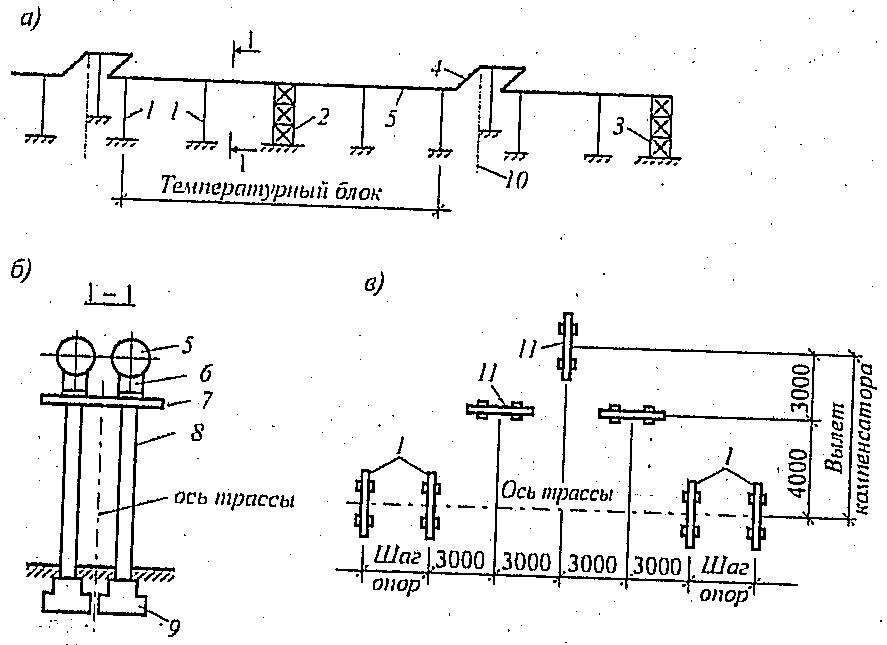 а)
1
4
1
1
2
5
3
1
10
Температурный блок
б)
1-1
5
6
7
8
ось трассы
9
в)
11
11
3000
Вылет
компенсатора
4000
1
Ось трассы
1
Шаг
опор
3000
3000
3000
3000
Шаг
опор